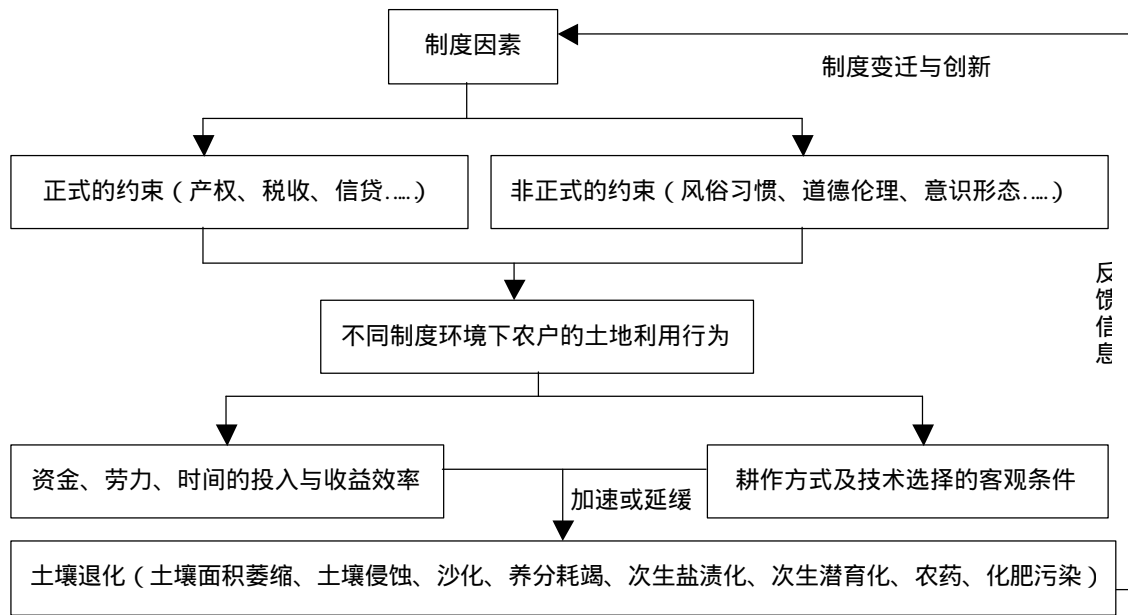 制度因素
制度变迁与创新
正式的约束（产权、税收、信贷……）
非正式的约束（风俗习惯、道德伦理、意识形态……）
反馈信息
不同制度环境下农户的土地利用行为
资金、劳力、时间的投入与收益效率
耕作方式及技术选择的客观条件
加速或延缓
土壤退化（土壤面积萎缩、土壤侵蚀、沙化、养分耗竭、次生盐渍化、次生潜育化、农药、化肥污染）